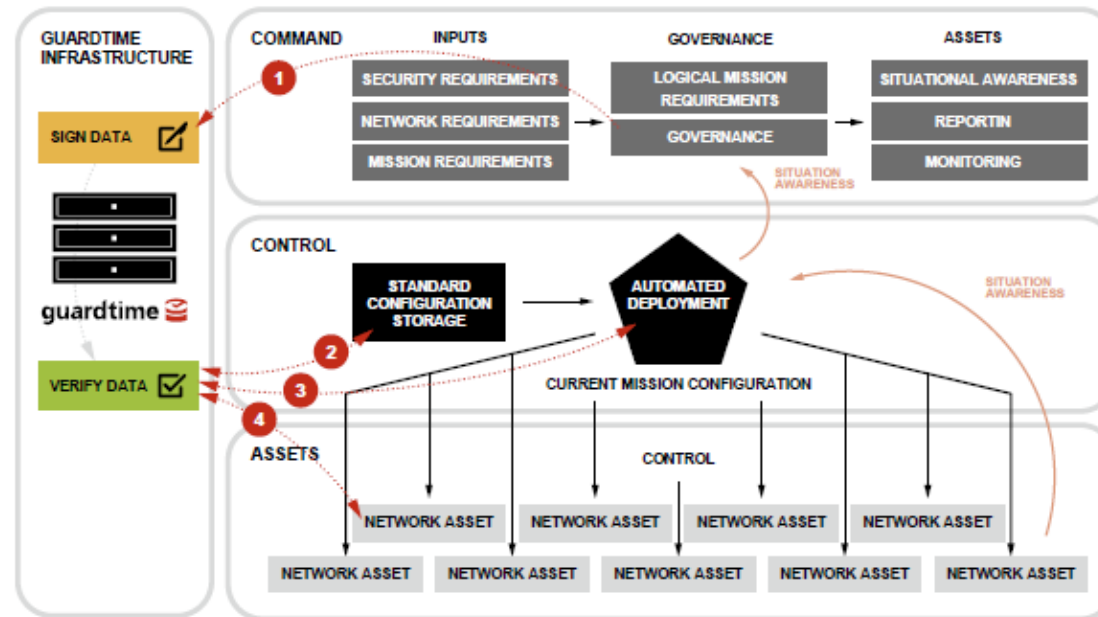 GUARDTIME
INFRASTRUCTURE
SIGN DATA
guardtime
VERIFY DATA
COMMAND
INPUTS
SECURITY REQUIREMENTS
NETWORK REQUIREMENTS
MISSION REQUIREMENTS
GOVERNANCE
LOGICAL MISSION
REQUIREMENTS
GOVERNANCE
ASSETS
SITUATIONAL AWARENESS
REPORTIN
MONITORING
1
SITUATION
AWARENESS
CONTROL
STANDARD
CONFIGURATION
STORAGE
AUTOMATED
DEPLOYMENT
SITUATION
AWARENESS
2
3
CURRENT MISSION CONFIGURATION
4
ASSETS
CONTROL
NETWORK ASSET
NETWORK ASSET
NETWORK ASSET
NETWORK ASSET
NETWORK ASSET
NETWORK ASSET
NETWORK ASSET
NETWORK ASSET
NETWORK ASSET